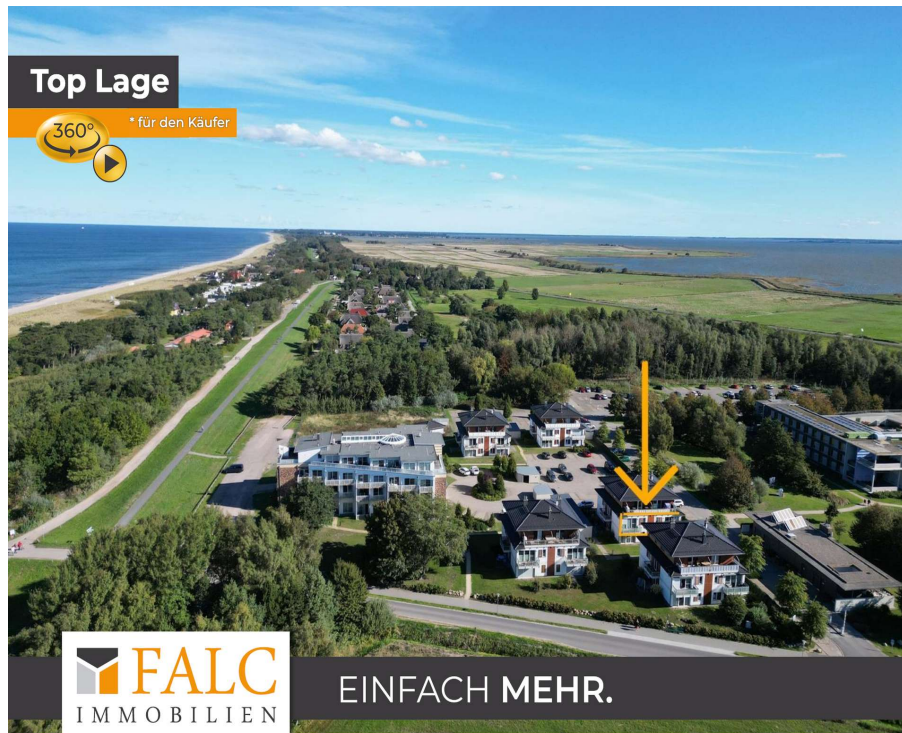 Top Lage
* für den Käufer
360°
FALC
IMMOBILIEN
EINFACH MEHR.